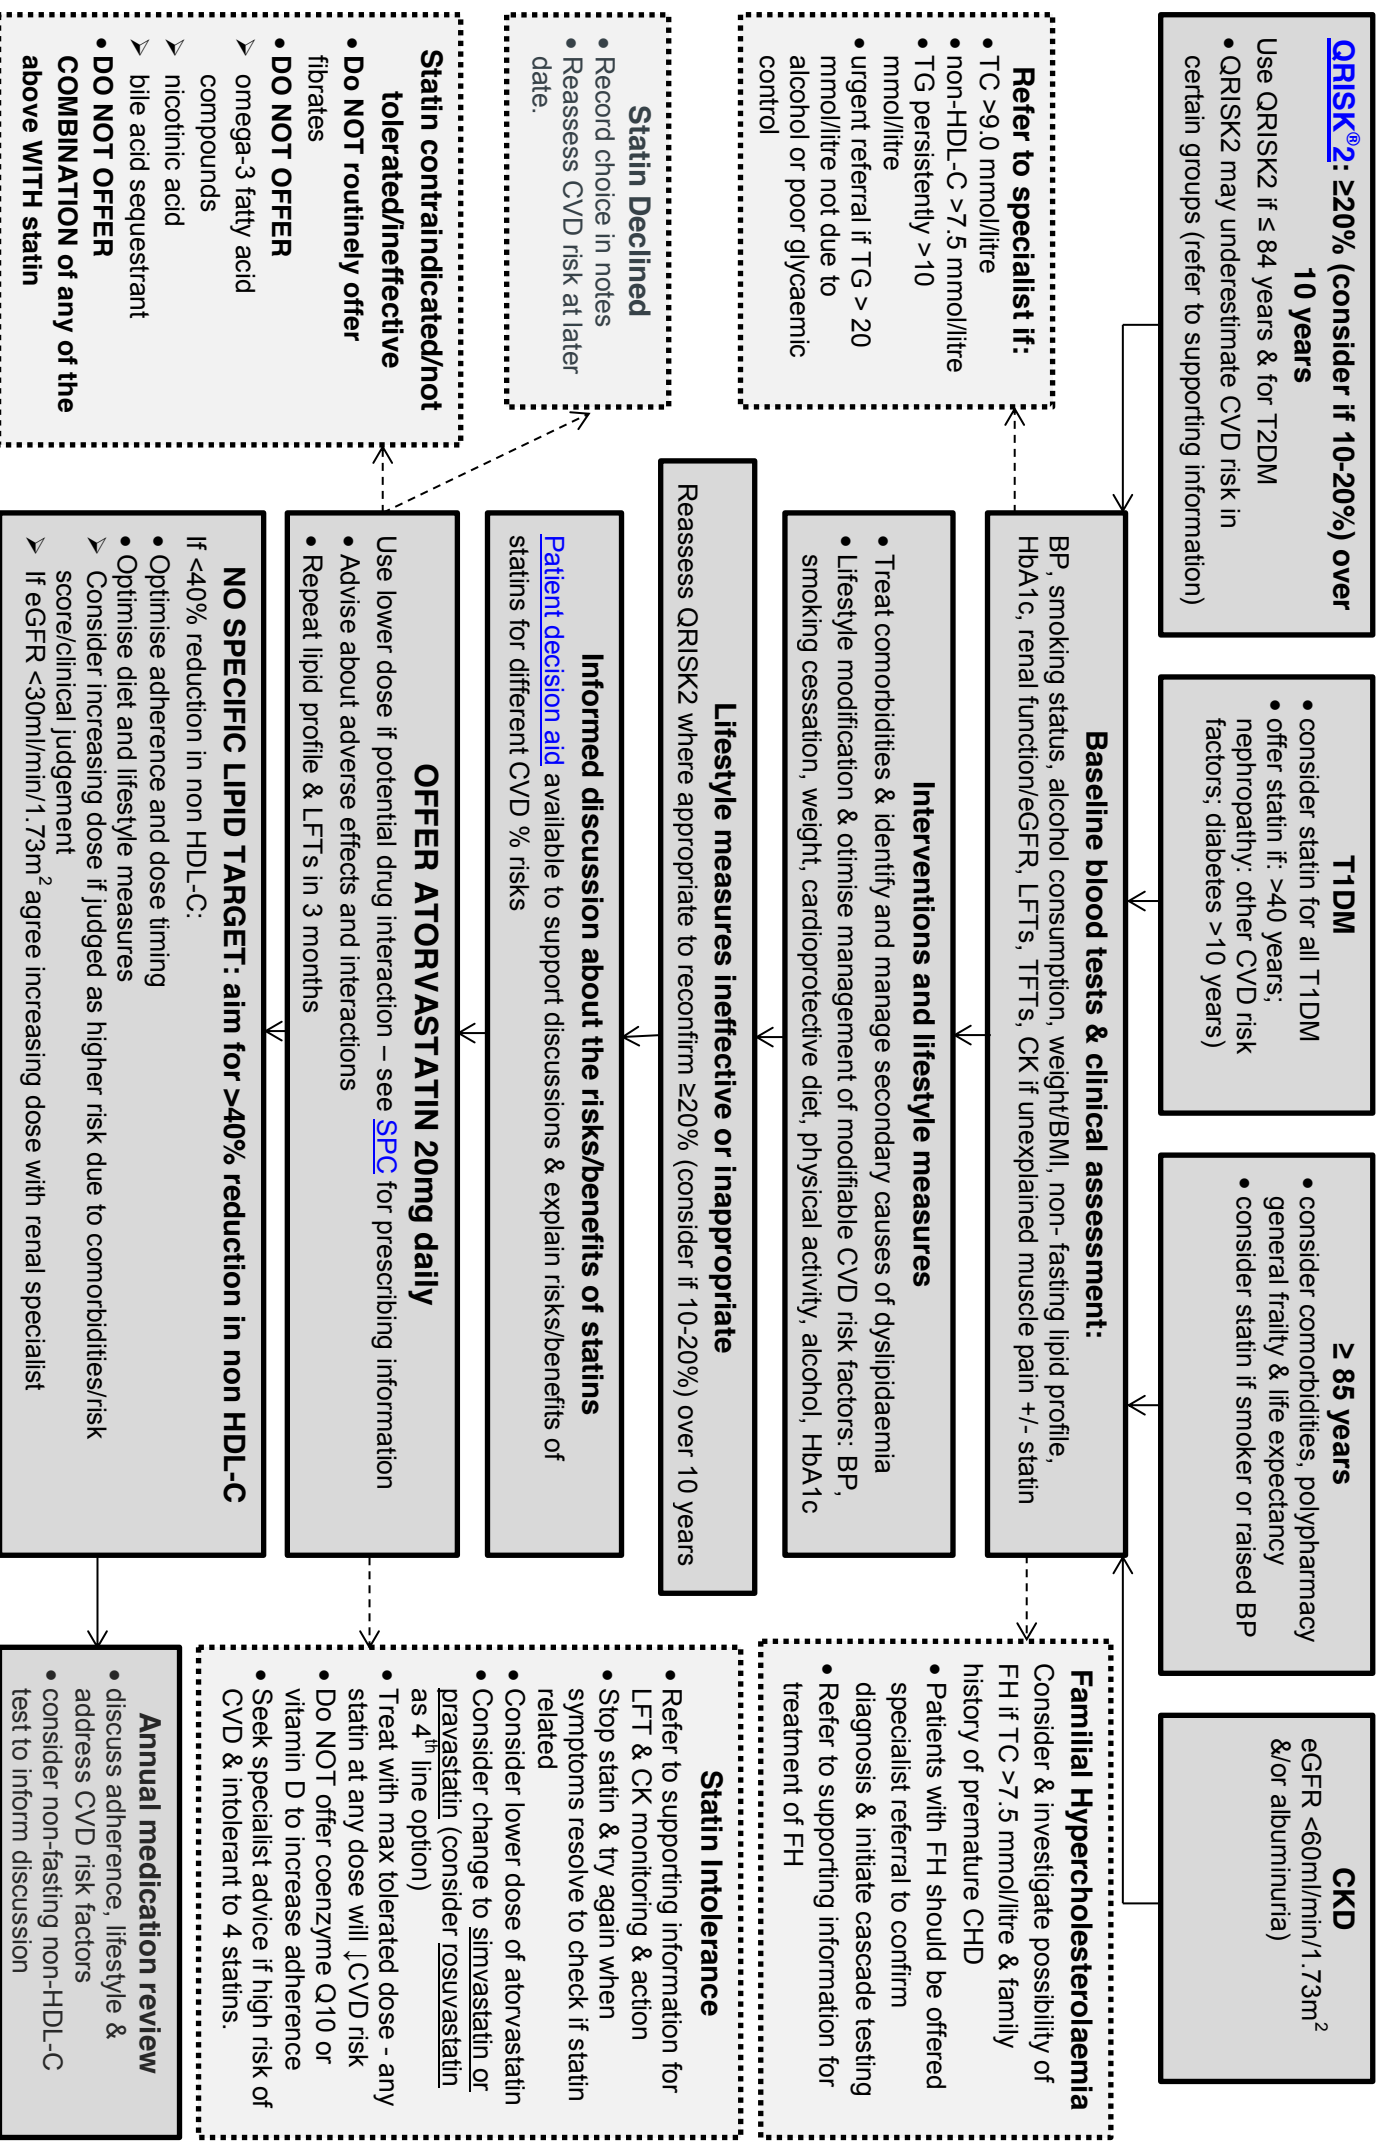 QRISK®2: ≥20% (consider if 10-20%) over
10 years
Use QRISK2 if ≤ 84 years & for T2DM
• QRISK2 may underestimate CVD risk in
certain groups (refer to supporting information)
T1DM
• consider statin for all T1DM
• offer statin if: >40 years;
nephropathy: other CVD risk
factors; diabetes >10 years)
≥ 85 years
• consider comorbidities, polypharmacy
general frailty & life expectancy
• consider statin if smoker or raised BP
CKD
eGFR <60ml/min/1.73m²
&/or albuminuria)
Baseline blood tests & clinical assessment:
BP, smoking status, alcohol consumption, weight/BMI, non- fasting lipid profile,
HbA1c, renal function/eGFR, LFTs, TFTs, CK if unexplained muscle pain +/- statin
Refer to specialist if:
• TC >9.0 mmol/litre
• non-HDL-C >7.5 mmol/litre
• TG persistently >10
mmol/litre
• urgent referral if TG > 20
mmol/litre not due to
alcohol or poor glycaemic
control
Familial Hypercholesterolaemia
Consider & investigate possibility of
FH if TC >7.5 mmol/litre & family
history of premature CHD
• Patients with FH should be offered
specialist referral to confirm
diagnosis & initiate cascade testing
• Refer to supporting information for
treatment of FH
Interventions and lifestyle measures
• Treat comorbidities & identify and manage secondary causes of dyslipidaemia
• Lifestyle modification & otimise management of modifiable CVD risk factors: BP,
smoking cessation, weight, cardioprotective diet, physical activity, alcohol, HbA1c
Lifestyle measures ineffective or inappropriate
Reassess QRISK2 where appropriate to reconfirm ≥20% (consider if 10-20%) over 10 years
Informed discussion about the risks/benefits of statins
Patient decision aid available to support discussions & explain risks/benefits of
statins for different CVD % risks
Statin Declined
• Record choice in notes
• Reassess CVD risk at later
date.
OFFER ATORVASTATIN 20mg daily
Use lower dose if potential drug interaction – see SPC for prescribing information
• Advise about adverse effects and interactions
• Repeat lipid profile & LFTs in 3 months
Statin contraindicated/not
tolerated/ineffective
• Do NOT routinely offer
fibrates
• DO NOT OFFER
➢ omega-3 fatty acid
compounds
➢ nicotinic acid
➢ bile acid sequestrant
• DO NOT OFFER
COMBINATION of any of the
above WITH statin
Statin Intolerance
• Refer to supporting information for
LFT & CK monitoring & action
• Stop statin & try again when
symptoms resolve to check if statin
related
• Consider lower dose of atorvastatin
• Consider change to simvastatin or
pravastatin (consider rosuvastatin
as 4th line option)
• Treat with max tolerated dose - any
statin at any dose will ↓CVD risk
• Do NOT offer coenzyme Q10 or
vitamin D to increase adherence
• Seek specialist advice if high risk of
CVD & intolerant to 4 statins.
NO SPECIFIC LIPID TARGET: aim for >40% reduction in non HDL-C
If <40% reduction in non HDL-C:
• Optimise adherence and dose timing
• Optimise diet and lifestyle measures
➢ Consider increasing dose if judged as higher risk due to comorbidities/risk
score/clinical judgement
➢ If eGFR <30ml/min/1.73m² agree increasing dose with renal specialist
Annual medication review
• discuss adherence, lifestyle &
address CVD risk factors
• consider non-fasting non-HDL-C
test to inform discussion